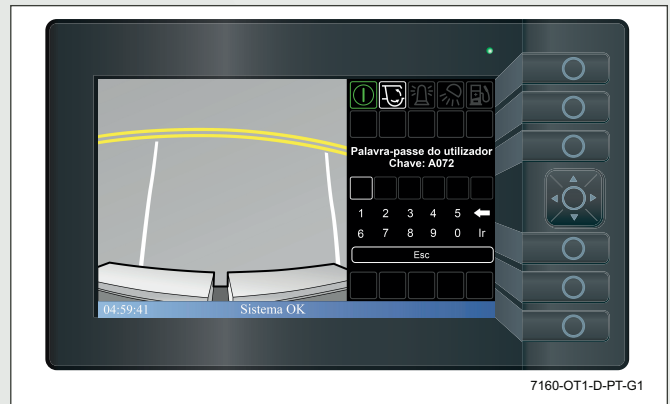 Palavra-passe do utilizador
Chave: A072
1 2 3 4 5
6 7 8 9 0 Ir
Esc
04:59:41 Sistema OK
7160-OT1-D-PT-G1